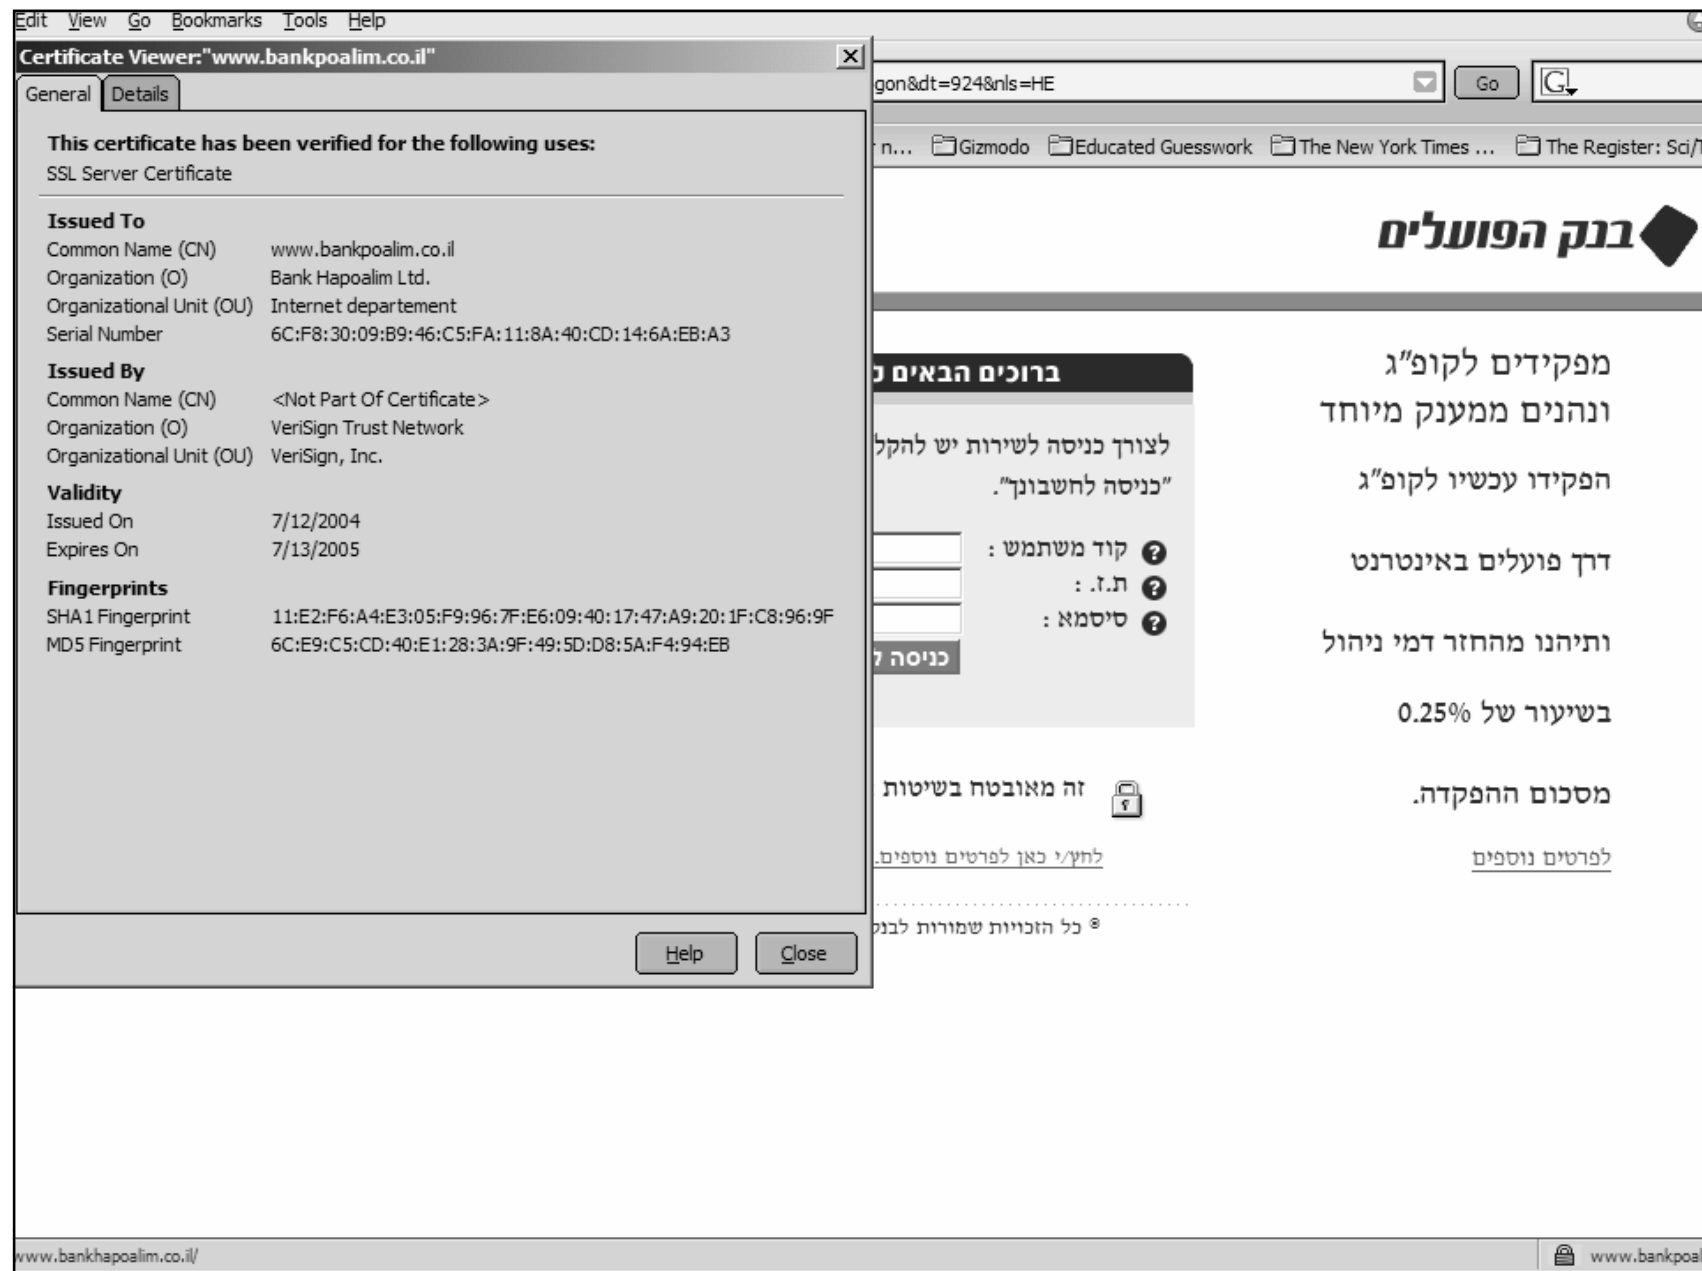 Edit View Go Bookmarks Tools Help
Certificate Viewer:"www.bankpoalim.co.il"
General Details
This certificate has been verified for the following uses:
SSL Server Certificate
Issued To
Common Name (CN) www.bankpoalim.co.il
Organization (O) Bank Hapoalim Ltd.
Organizational Unit (OU) Internet departement
Serial Number 6C:F8:30:09:B9:46:C5:FA:11:8A:40:CD:14:6A:EB:A3
Issued By
Common Name (CN) <Not Part Of Certificate>
Organization (O) VeriSign Trust Network
Organizational Unit (OU) VeriSign, Inc.
Validity
Issued On 7/12/2004
Expires On 7/13/2005
Fingerprints
SHA1 Fingerprint 11:E2:F6:A4:E3:05:F9:96:7F:E6:09:40:17:47:A9:20:1F:C8:96:9F
MD5 Fingerprint 6C:E9:C5:CD:40:E1:28:3A:9F:49:5D:D8:5A:F4:94:EB
Help Close
gon&dt=924&nls=HE Go G
n... Gizmodo Educated Guesswork The New York Times ... The Register: Sci/T
בנק הפועלים
מפקידים לקופ"ג
ונהנים ממענק מיוחד
הפקידו עכשיו לקופ"ג
דרך פועלים באינטרנט
ותיהנו מהחזר דמי ניהול
בשיעור של 0.25%
מסכום ההפקדה.
לפרטים נוספים
ברוכים הבאים
לצורך כניסה לשירות יש להקל
"כניסה לחשבונך".
קוד משתמש :
ת.ז. :
סיסמא :
כניסה ל
זה מאובטח בשיטות
לחץ/י כאן לפרטים נוספים.
כל הזכויות שמורות לבנק
www.bankhapoalim.co.il/ www.bankpoal